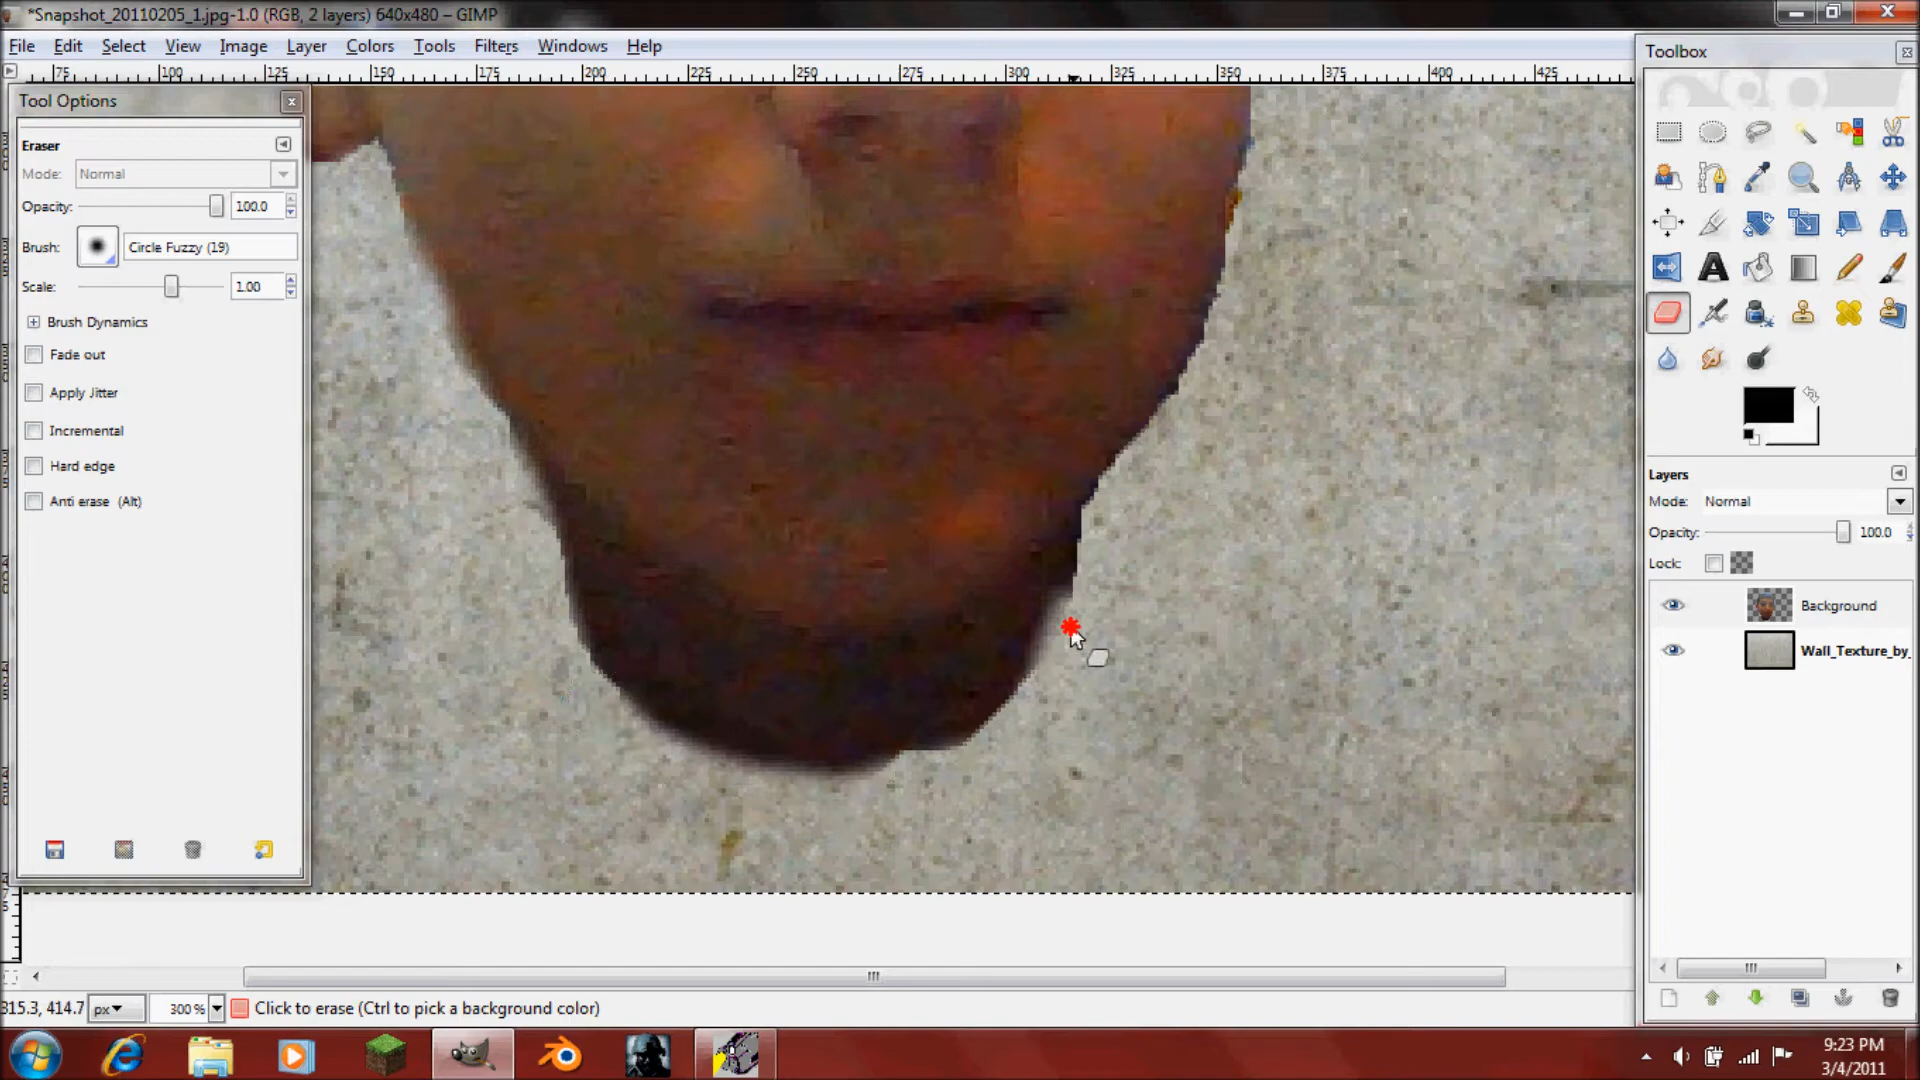 *Snapshot_20110205_1.jpg-1.0 (RGB, 2 layers) 640x480 – GIMP
File Edit Select View Image Layer Colors Tools Filters Windows Help
75 100 125 150 175 200 225 250 275 300 325 350 375 400 425
Tool Options
Eraser
Mode: Normal
Opacity: 100.0
Brush: Circle Fuzzy (19)
Scale: 1.00
Brush Dynamics
Fade out
Apply Jitter
Incremental
Hard edge
Anti erase (Alt)
Toolbox
Layers
Mode: Normal
Opacity: 100.0
Lock:
Background
Wall_Texture_by_
315.3, 414.7 px 300 % Click to erase (Ctrl to pick a background color)
9:23 PM
3/4/2011